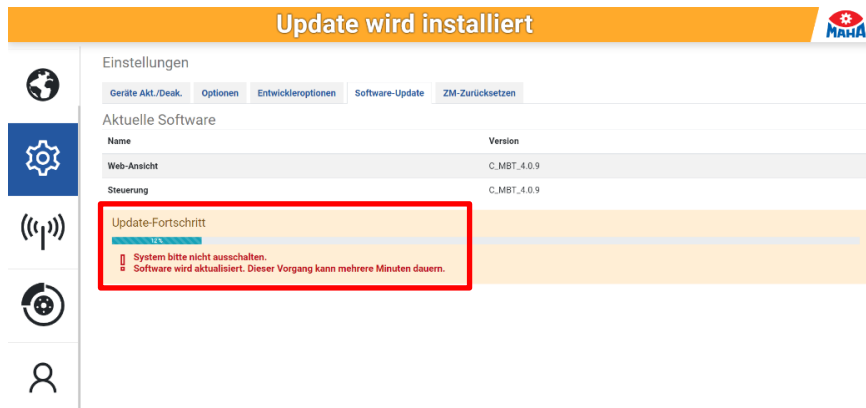 Update wird installiert
MAHA
Einstellungen
Geräte Akt./Deak. Optionen Entwickleroptionen Software-Update ZM-Zurücksetzen
Aktuelle Software
Name Version
Web-Ansicht C_MBT_4.0.9
Steuerung C_MBT_4.0.9
Update-Fortschritt
12%
System bitte nicht ausschalten.
Software wird aktualisiert. Dieser Vorgang kann mehrere Minuten dauern.